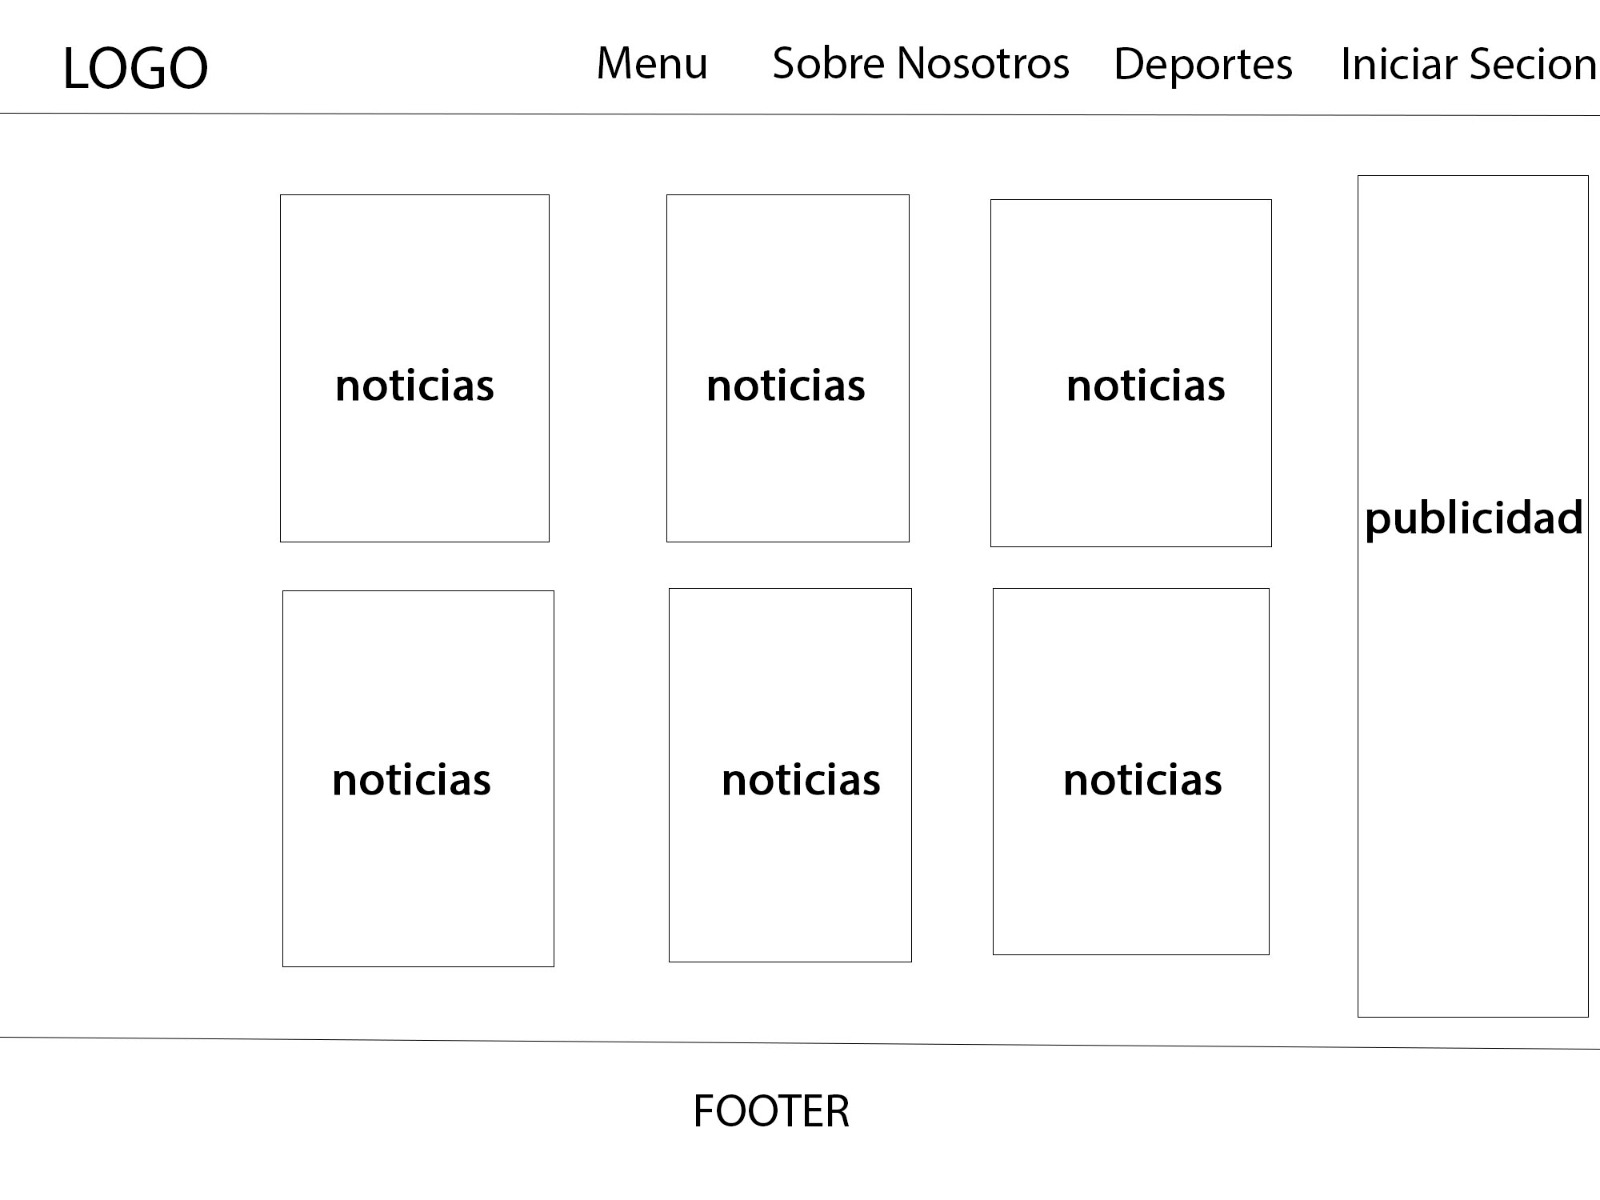 LOGO
Menu
Sobre Nosotros
Deportes
Iniciar Secion
noticias
noticias
noticias
publicidad
noticias
noticias
noticias
FOOTER